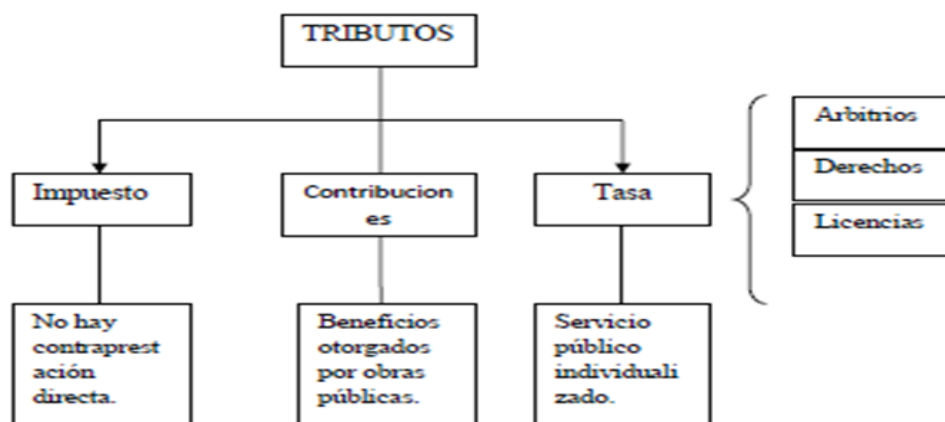 TRIBUTOS
Impuesto
Contribucion
es
Tasa
Arbitrios
Derechos
Licencias
No hay
contraprest
ación
directa.
Beneficios
otorgados
por obras
públicas.
Servicio
público
individuali
zado.